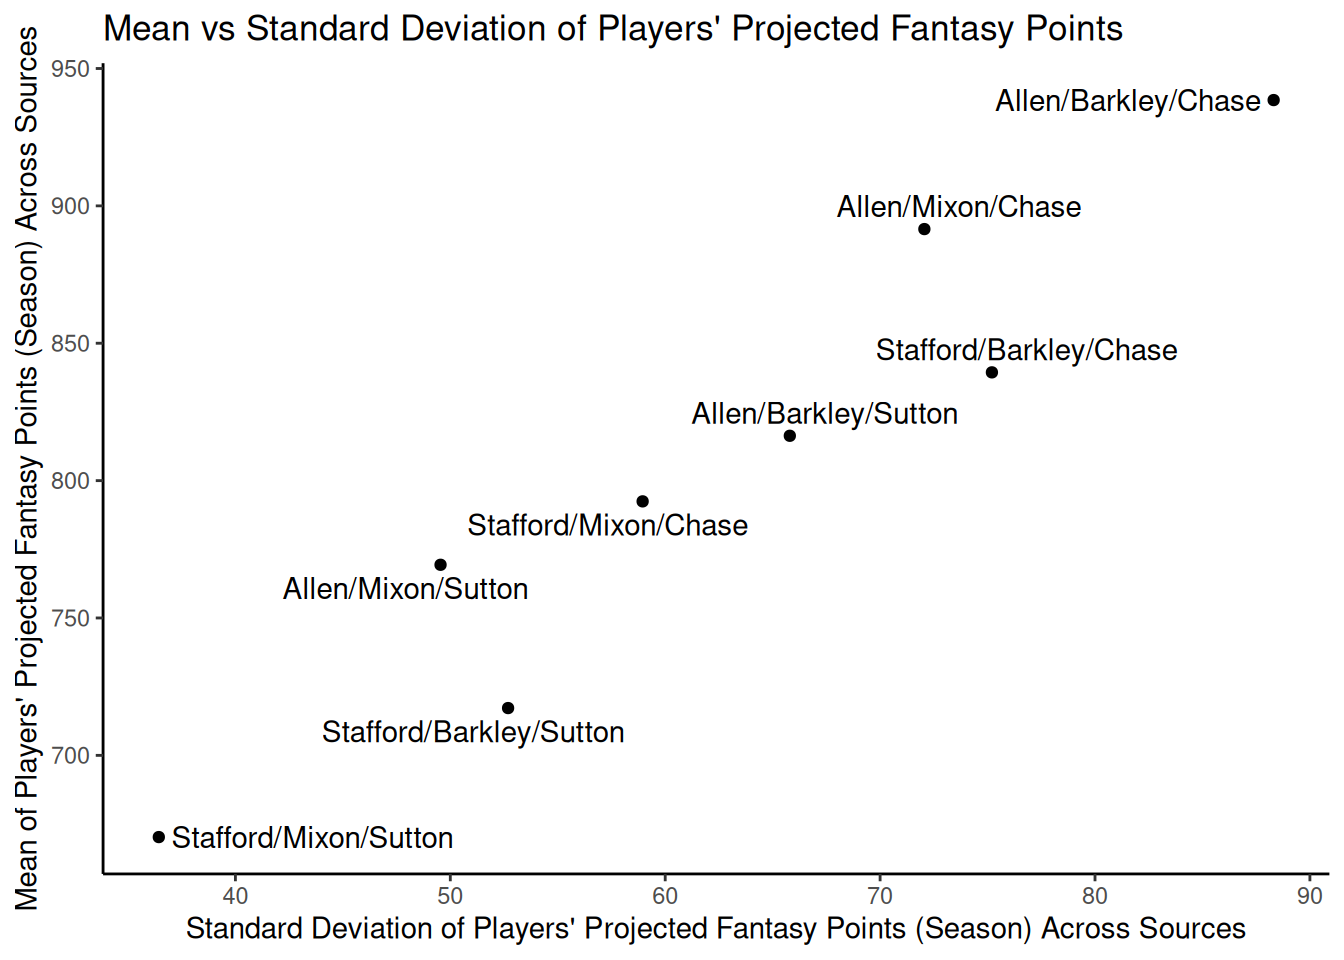 Mean vs Standard Deviation of Players' Projected Fantasy Points
Mean of Players' Projected Fantasy Points (Season) Across Sources
950
900
850
800
750
700
Allen/Barkley/Chase
Allen/Mixon/Chase
Stafford/Barkley/Chase
Allen/Barkley/Sutton
Stafford/Mixon/Chase
Allen/Mixon/Sutton
Stafford/Barkley/Sutton
Stafford/Mixon/Sutton
40 50 60 70 80 90
Standard Deviation of Players' Projected Fantasy Points (Season) Across Sources